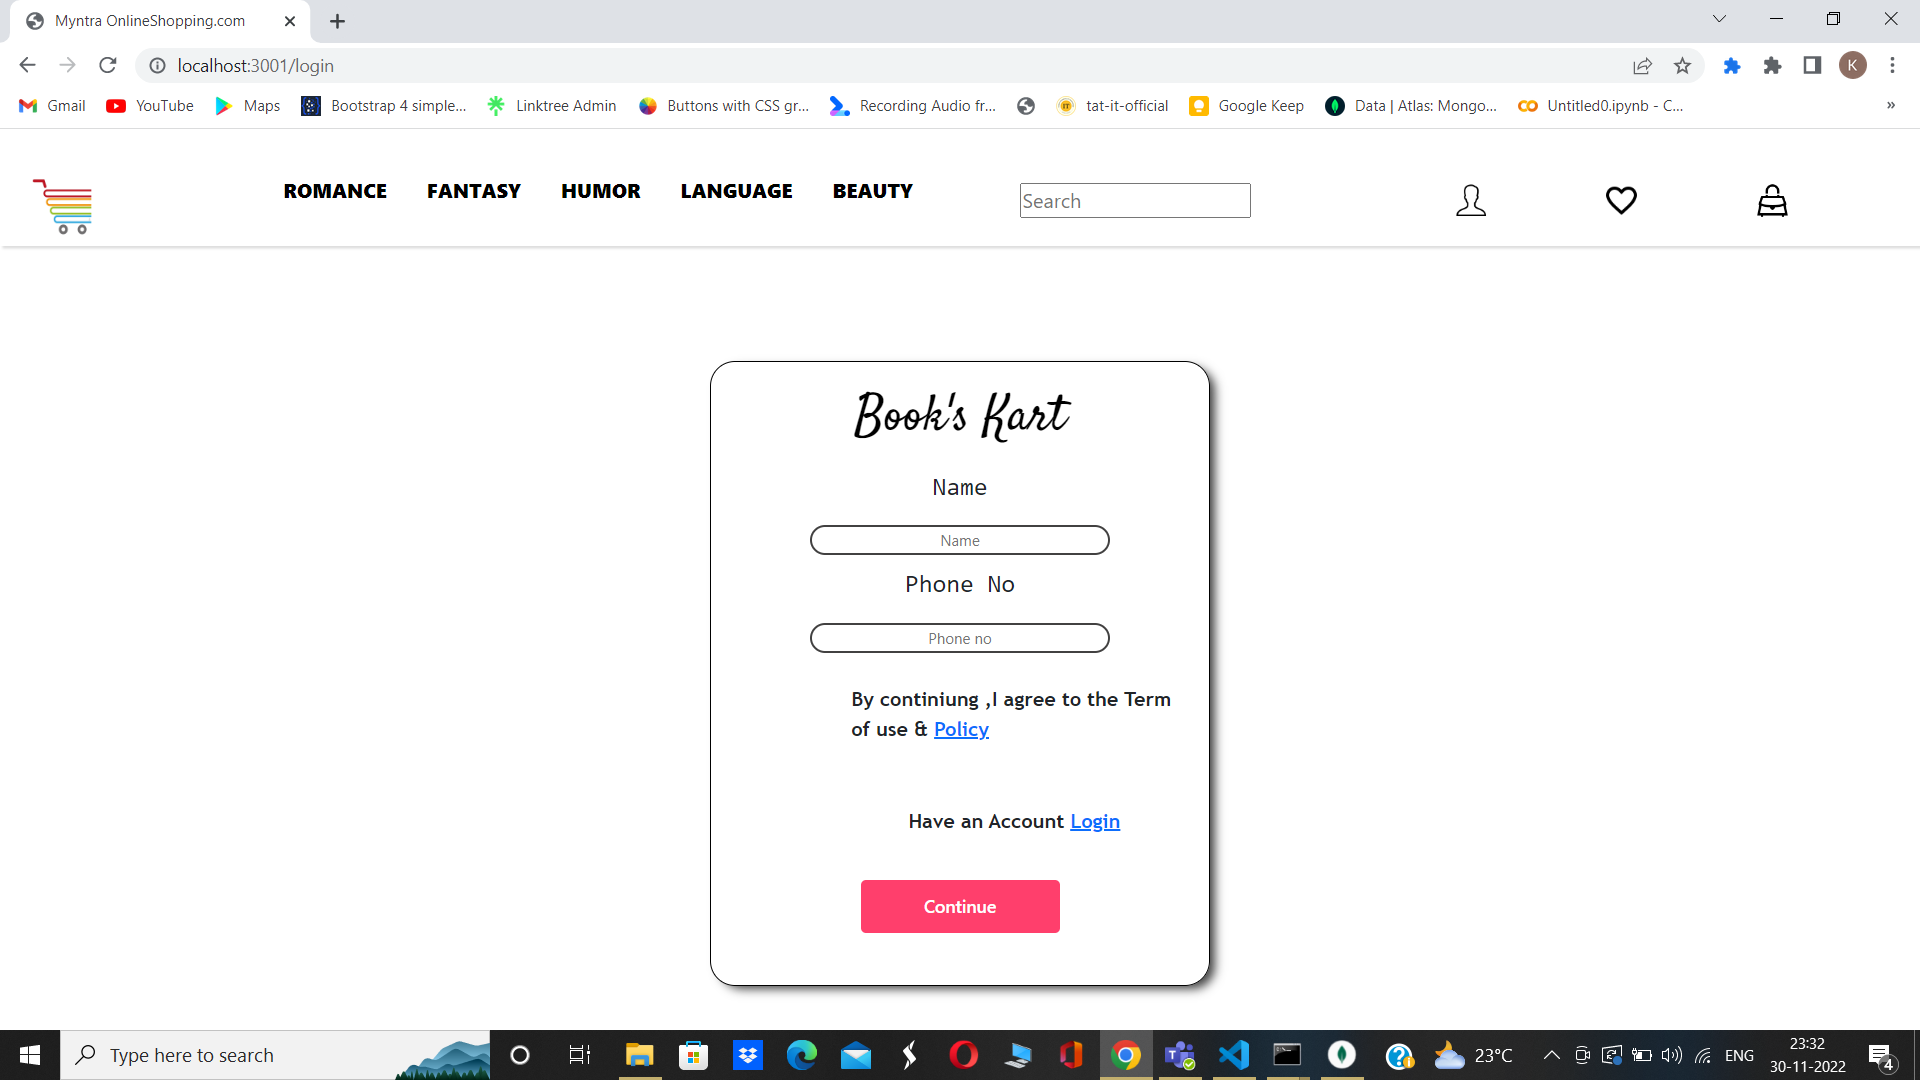 Myntra OnlineShopping.com
localhost:3001/login
K
Gmail YouTube Maps Bootstrap 4 simple... Linktree Admin Buttons with CSS gr... Recording Audio fr... tat-it-official Google Keep Data | Atlas: Mongo... Untitled0.ipynb - C... »
ROMANCE FANTASY HUMOR LANGUAGE BEAUTY Search
Book's Kart
Name
Name
Phone No
Phone no
By continiung ,I agree to the Term
of use & Policy
Have an Account Login
Continue
Type here to search
23°C
ENG
23:32
30-11-2022
4